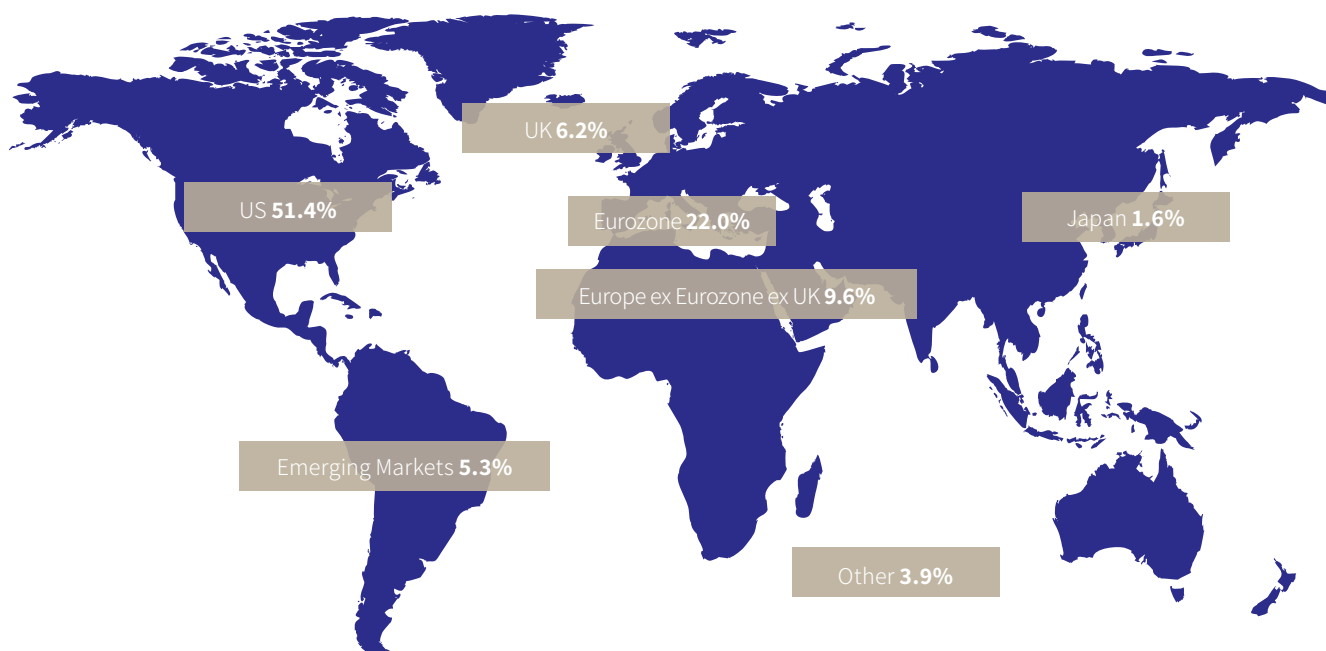 UK 6.2%
US 51.4%
Eurozone 22.0%
Japan 1.6%
Europe ex Eurozone ex UK 9.6%
Emerging Markets 5.3%
Other 3.9%